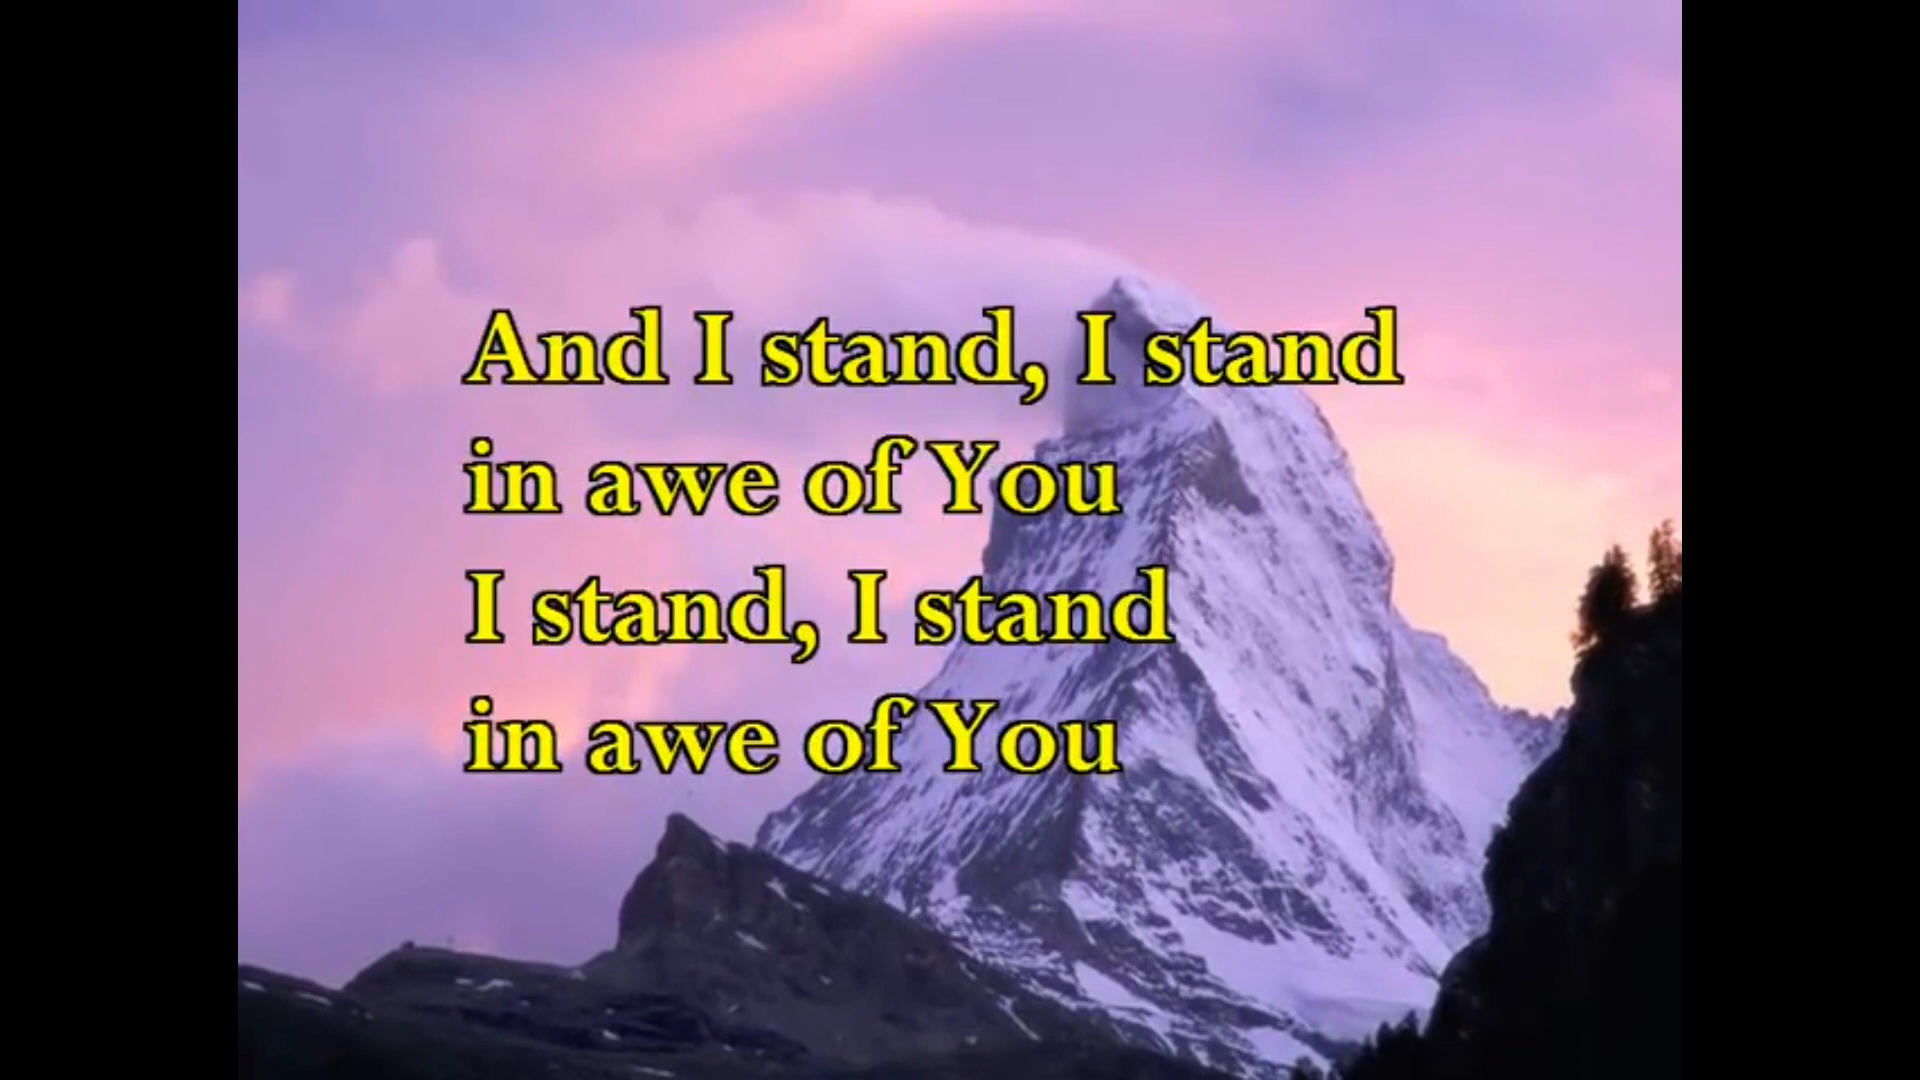 And I stand, I stand
in awe of You
I stand, I stand
in awe of You